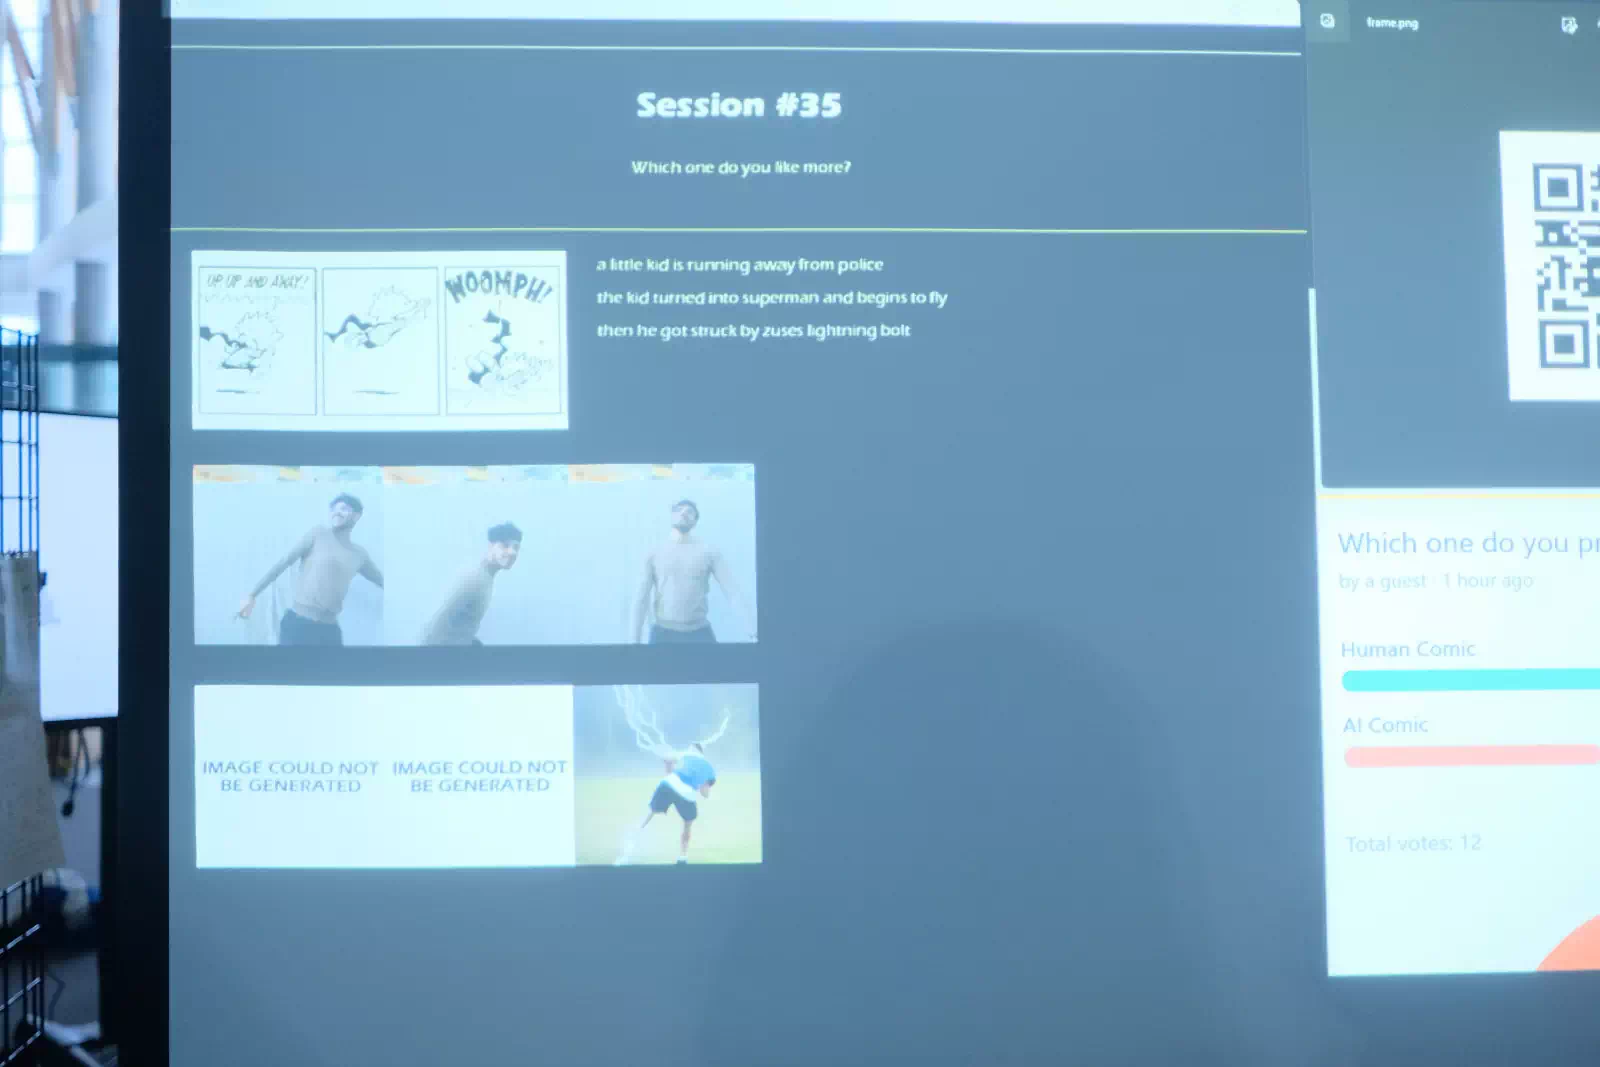 frame.png
Session #35
Which one do you like more?
UP UP AND AWAY!
WOOMPH!
a little kid is running away from police
the kid turned into superman and begins to fly
then he got struck by zuses lightning bolt
IMAGE COULD NOT
BE GENERATED
IMAGE COULD NOT
BE GENERATED
Which one do you
by a guest · 1 hour ago
Human Comic
AI Comic
Total votes: 12